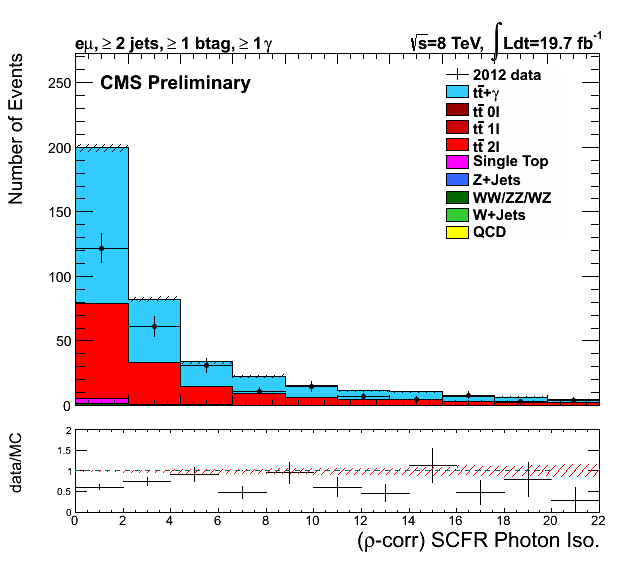 eμ, ≥ 2 jets, ≥ 1 btag, ≥ 1 γ
√s=8 TeV, ∫ Ldt=19.7 fb⁻¹
CMS Preliminary
Number of Events
250
200
150
100
50
0
2012 data
tt̄+γ
tt̄ 0l
tt̄ 1l
tt̄ 2l
Single Top
Z+Jets
WW/ZZ/WZ
W+Jets
QCD
data/MC
2
1.5
1
0.5
0
0 2 4 6 8 10 12 14 16 18 20 22
(ρ-corr) SCFR Photon Iso.